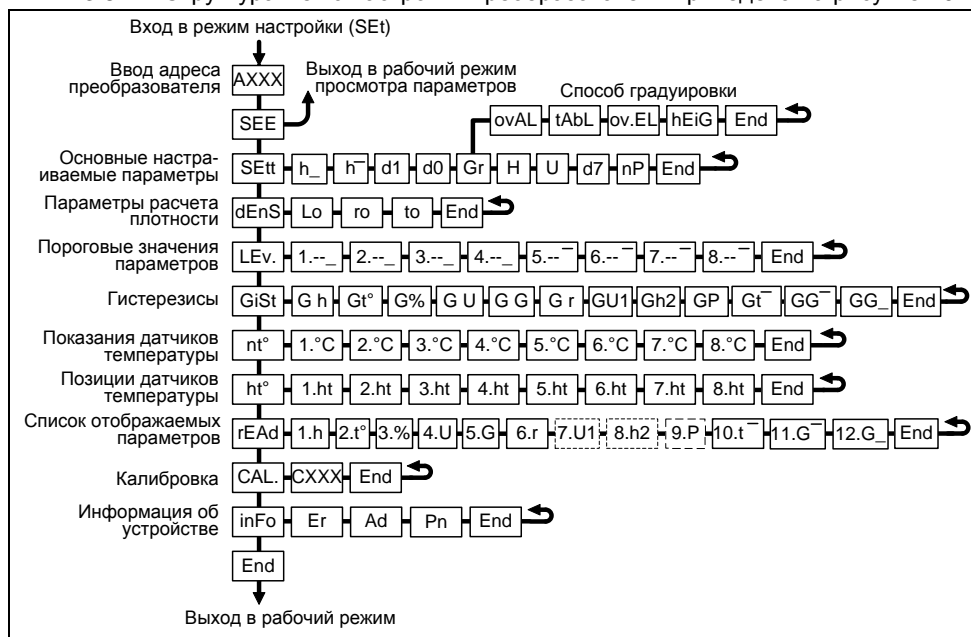 Вход в режим настройки (SEt)
Ввод адреса
преобразователя
AXXX
Выход в рабочий режим
просмотра параметров
SEE
Способ градуировки
ovAL tAbL ov.EL hEiG End
Основные настра-
иваемые параметры
SEtt h_ h¯ d1 d0 Gr H U d7 nP End
Параметры расчета
плотности
dEnS Lo ro to End
Пороговые значения
параметров
LEv. 1.--_ 2.--_ 3.--_ 4.--_ 5.--¯ 6.--¯ 7.--¯ 8.--¯ End
Гистерезисы
GiSt G h Gt° G% G U G G G r GU1 Gh2 GP Gt¯ GG¯ GG_ End
Показания датчиков
температуры
nt° 1.°C 2.°C 3.°C 4.°C 5.°C 6.°C 7.°C 8.°C End
Позиции датчиков
температуры
ht° 1.ht 2.ht 3.ht 4.ht 5.ht 6.ht 7.ht 8.ht End
Список отображаемых
параметров
rEAd 1.h 2.t° 3.% 4.U 5.G 6.r 7.U1 8.h2 9.P 10.t¯ 11.G¯ 12.G_ End
Калибровка
CAL. CXXX End
Информация об
устройстве
inFo Er Ad Pn End
End
Выход в рабочий режим